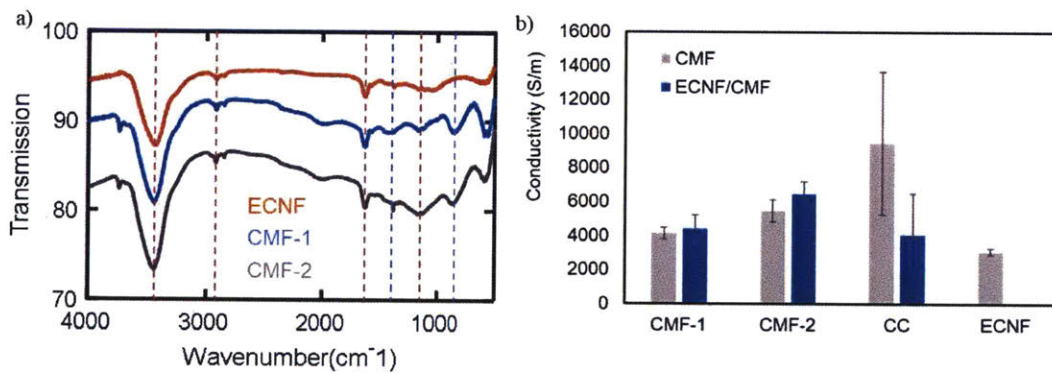 a)
100
90
80
70
Transmission
ECNF
CMF-1
CMF-2
4000
3000
2000
1000
Wavenumber(cm⁻1)
b)
16000
14000
12000
10000
8000
6000
4000
2000
0
Conductivity (S/m)
CMF
ECNF/CMF
CMF-1
CMF-2
CC
ECNF